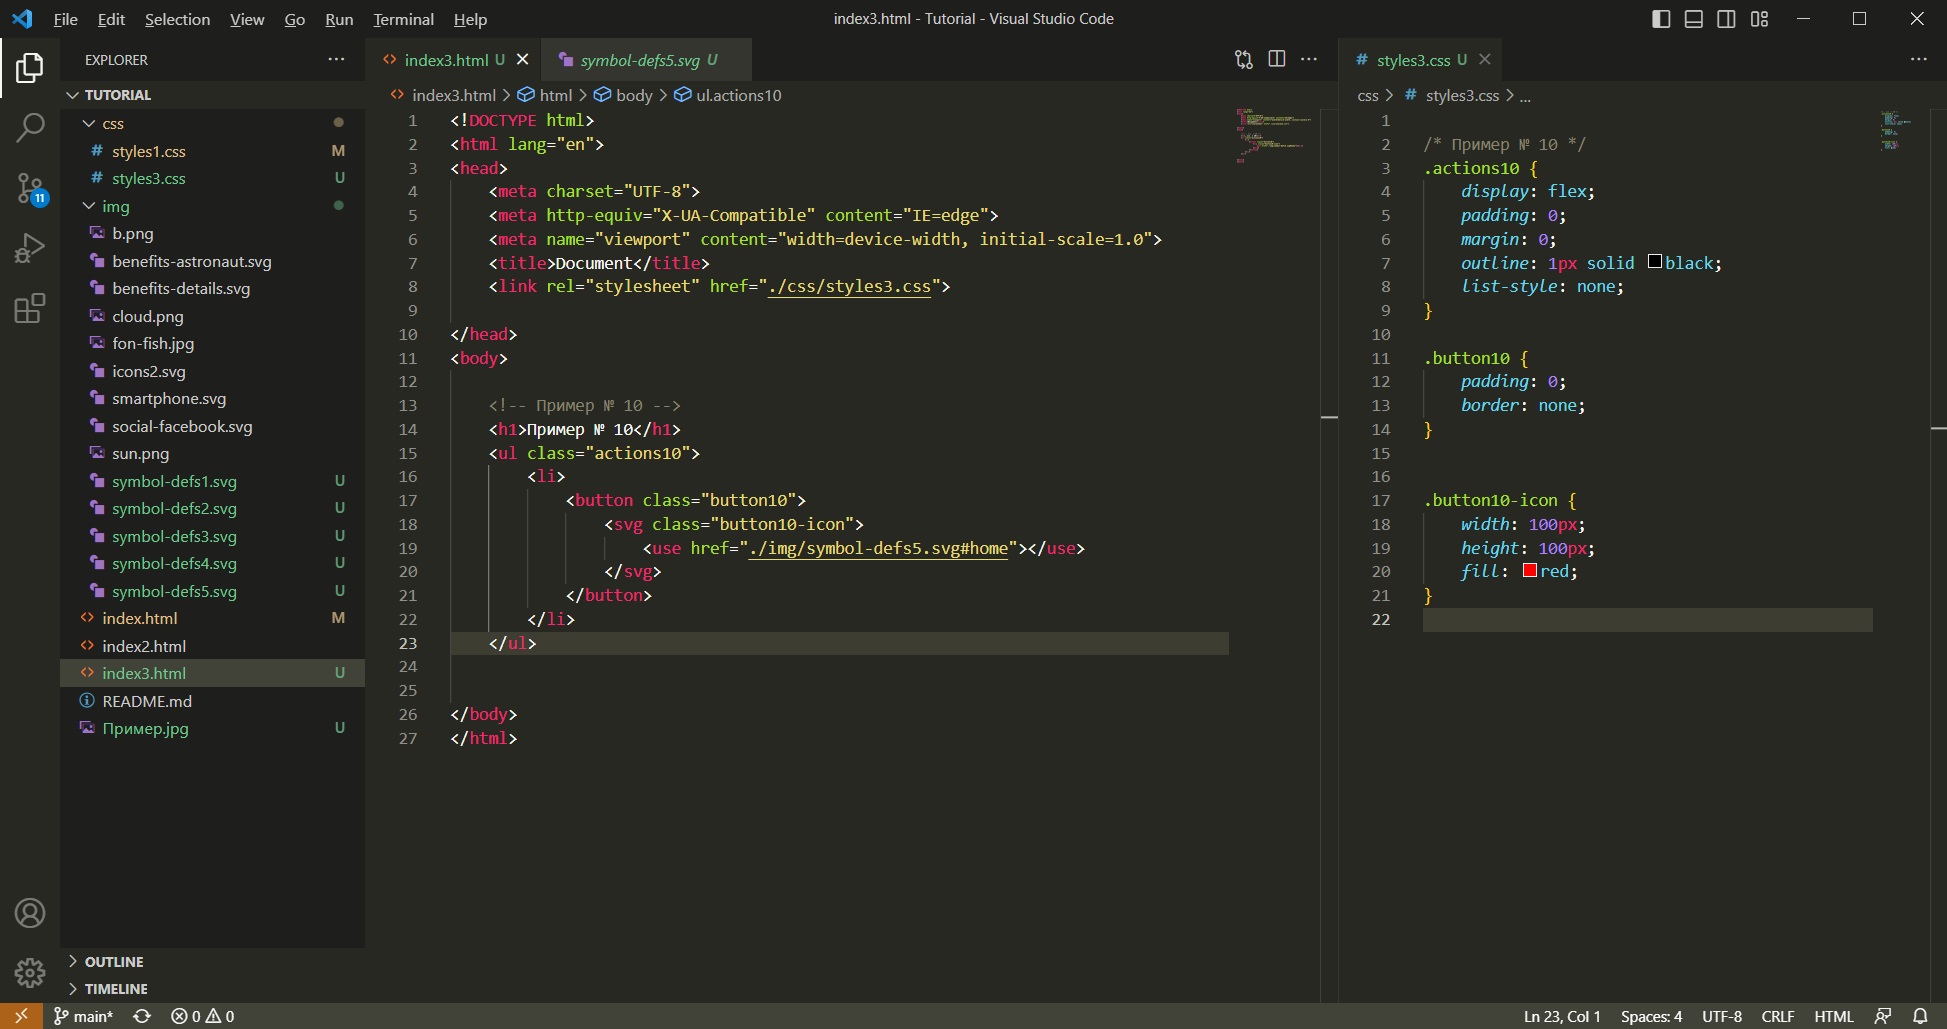 File Edit Selection View Go Run Terminal Help
index3.html - Tutorial - Visual Studio Code
EXPLORER
TUTORIAL
css
styles1.css M
styles3.css U
img
b.png
benefits-astronaut.svg
benefits-details.svg
cloud.png
fon-fish.jpg
icons2.svg
smartphone.svg
social-facebook.svg
sun.png
symbol-defs1.svg U
symbol-defs2.svg U
symbol-defs3.svg U
symbol-defs4.svg U
symbol-defs5.svg U
index.html M
index2.html
index3.html U
README.md
Пример.jpg U
OUTLINE
TIMELINE
11
index3.html U
symbol-defs5.svg U
index3.html > html > body > ul.actions10
1 <!DOCTYPE html>
2 <html lang="en">
3 <head>
4 <meta charset="UTF-8">
5 <meta http-equiv="X-UA-Compatible" content="IE=edge">
6 <meta name="viewport" content="width=device-width, initial-scale=1.0">
7 <title>Document</title>
8 <link rel="stylesheet" href="./css/styles3.css">
9
10 </head>
11 <body>
12
13 <!-- Пример № 10 -->
14 <h1>Пример № 10</h1>
15 <ul class="actions10">
16 <li>
17 <button class="button10">
18 <svg class="button10-icon">
19 <use href="./img/symbol-defs5.svg#home"></use>
20 </svg>
21 </button>
22 </li>
23 </ul>
24
25
26 </body>
27 </html>
styles3.css U
css > styles3.css > ...
1
2 /* Пример № 10 */
3 .actions10 {
4 display: flex;
5 padding: 0;
6 margin: 0;
7 outline: 1px solid black;
8 list-style: none;
9 }
10
11 .button10 {
12 padding: 0;
13 border: none;
14 }
15
16
17 .button10-icon {
18 width: 100px;
19 height: 100px;
20 fill: red;
21 }
22
main* 0 0
Ln 23, Col 1 Spaces: 4 UTF-8 CRLF HTML